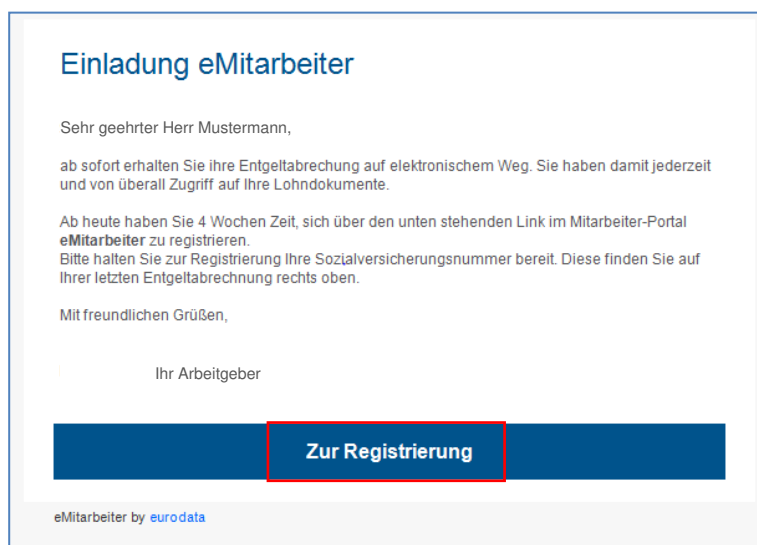 Einladung eMitarbeiter
Sehr geehrter Herr Mustermann,
ab sofort erhalten Sie ihre Entgeltabrechung auf elektronischem Weg. Sie haben damit jederzeit
und von überall Zugriff auf Ihre Lohndokumente.
Ab heute haben Sie 4 Wochen Zeit, sich über den unten stehenden Link im Mitarbeiter-Portal
eMitarbeiter zu registrieren.
Bitte halten Sie zur Registrierung Ihre Sozialversicherungsnummer bereit. Diese finden Sie auf
Ihrer letzten Entgeltabrechnung rechts oben.
Mit freundlichen Grüßen,
Ihr Arbeitgeber
Zur Registrierung
eMitarbeiter by eurodata